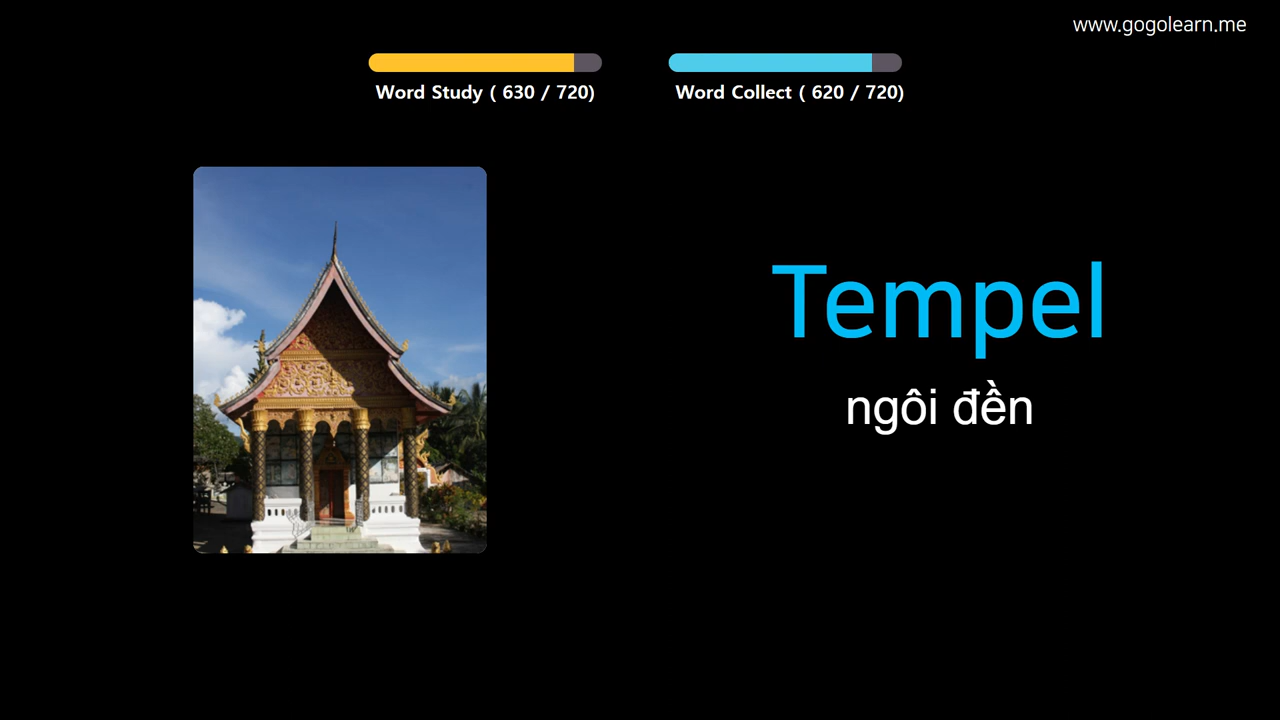 www.gogolearn.me
Word Study ( 630 / 720)
Word Collect ( 620 / 720)
Tempel
ngôi đền